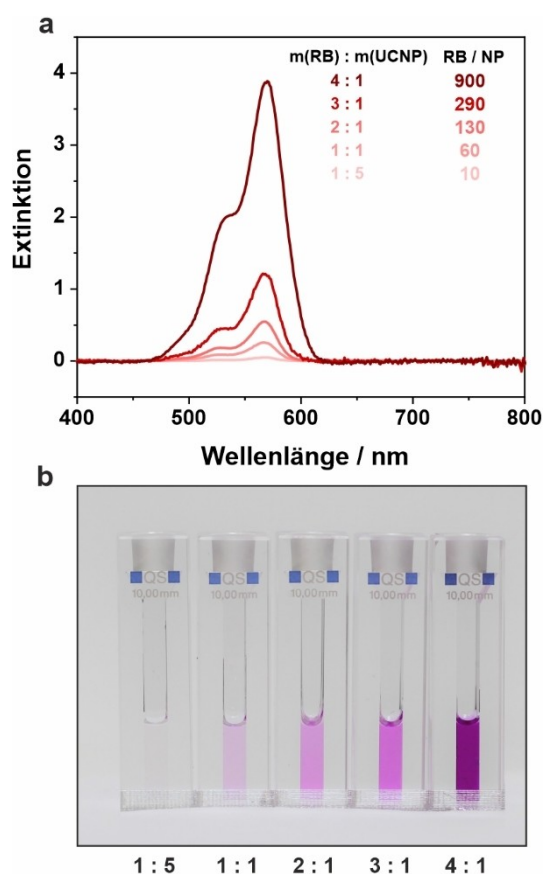 a
Extinktion
4
3
2
1
0
m(RB) : m(UCNP) RB / NP
4 : 1 900
3 : 1 290
2 : 1 130
1 : 1 60
1 : 5 10
400 500 600 700 800
Wellenlänge / nm
b
QS QS QS QS QS
10,00mm 10,00mm 10,00mm 10,00mm 10,00mm
1 : 5 1 : 1 2 : 1 3 : 1 4 : 1